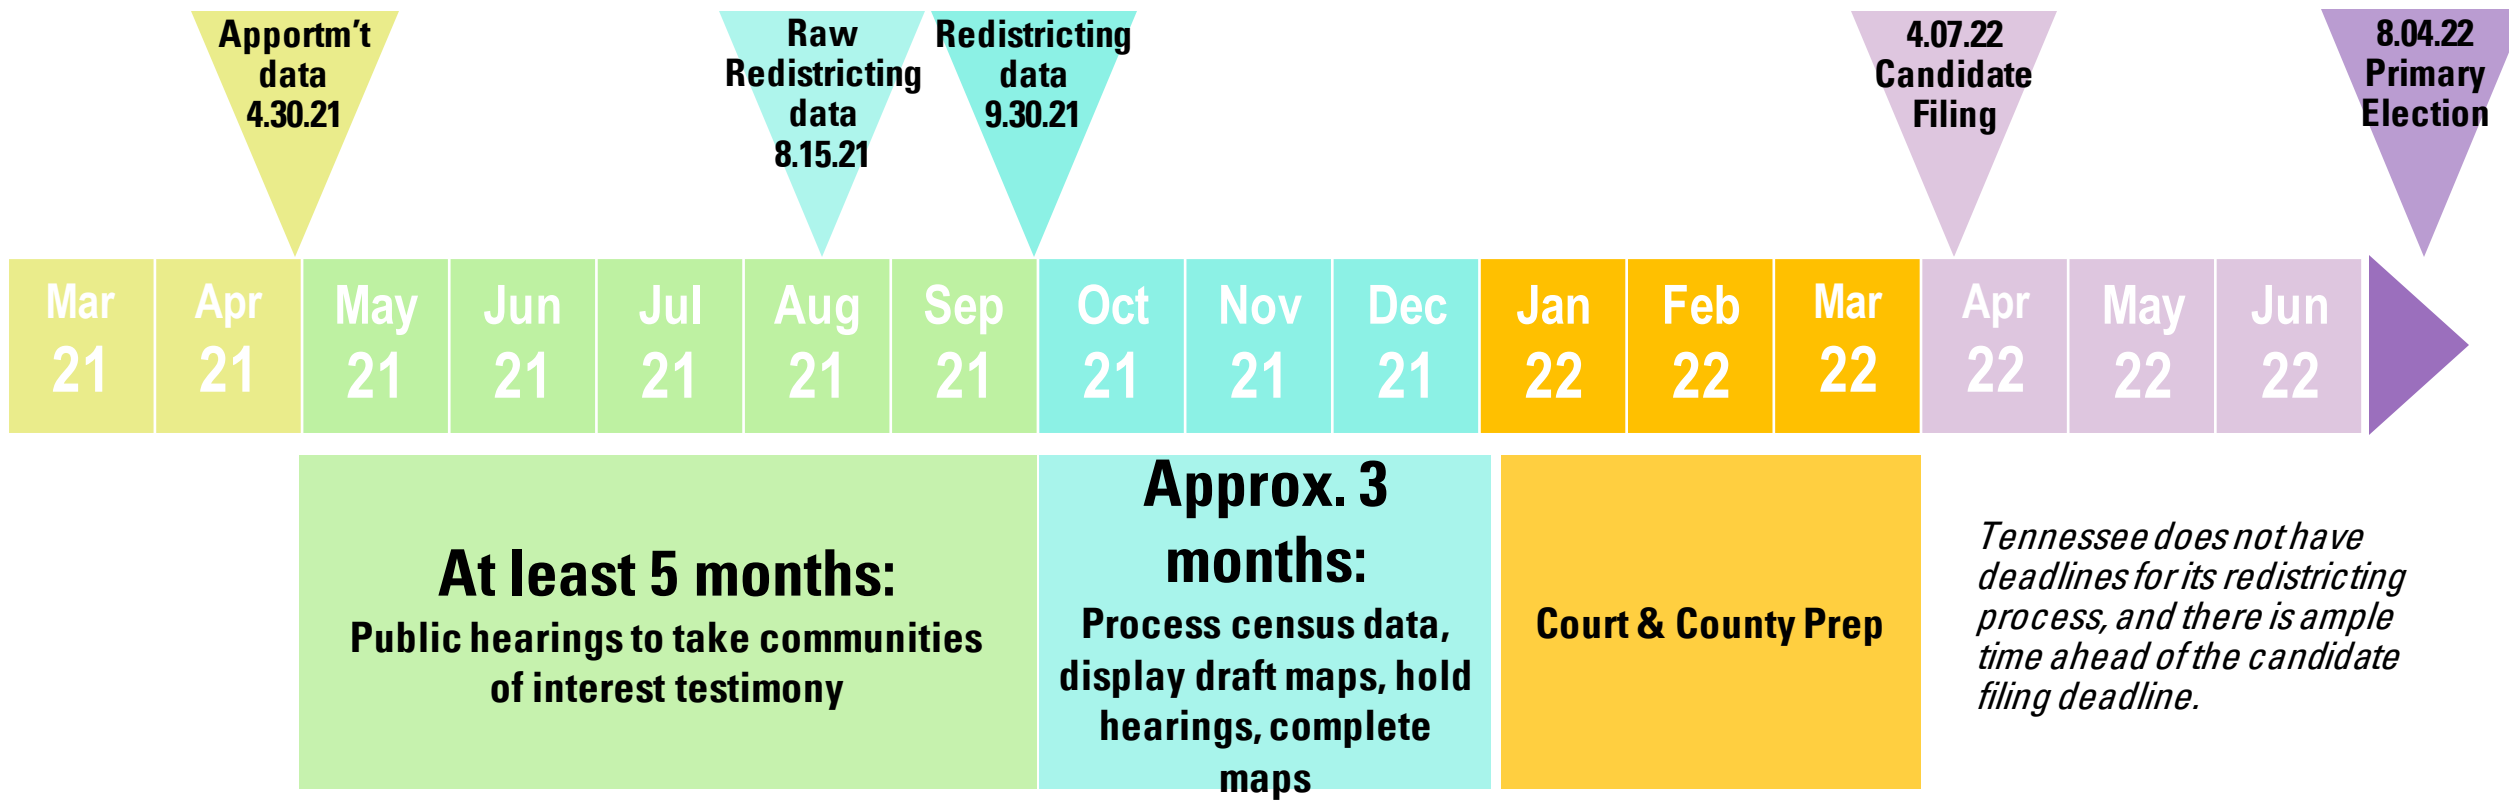 Apportm't
data
4.30.21
Raw
Redistricting
data
8.15.21
Redistricting
data
9.30.21
4.07.22
Candidate
Filing
8.04.22
Primary
Election
Mar
21
Apr
21
May
21
Jun
21
Jul
21
Aug
21
Sep
21
Oct
21
Nov
21
Dec
21
Jan
22
Feb
22
Mar
22
Apr
22
May
22
Jun
22
At least 5 months:
Public hearings to take communities
of interest testimony
Approx. 3
months:
Process census data,
display draft maps, hold
hearings, complete
maps
Court & County Prep
Tennessee does not have
deadlines for its redistricting
process, and there is ample
time ahead of the candidate
filing deadline.